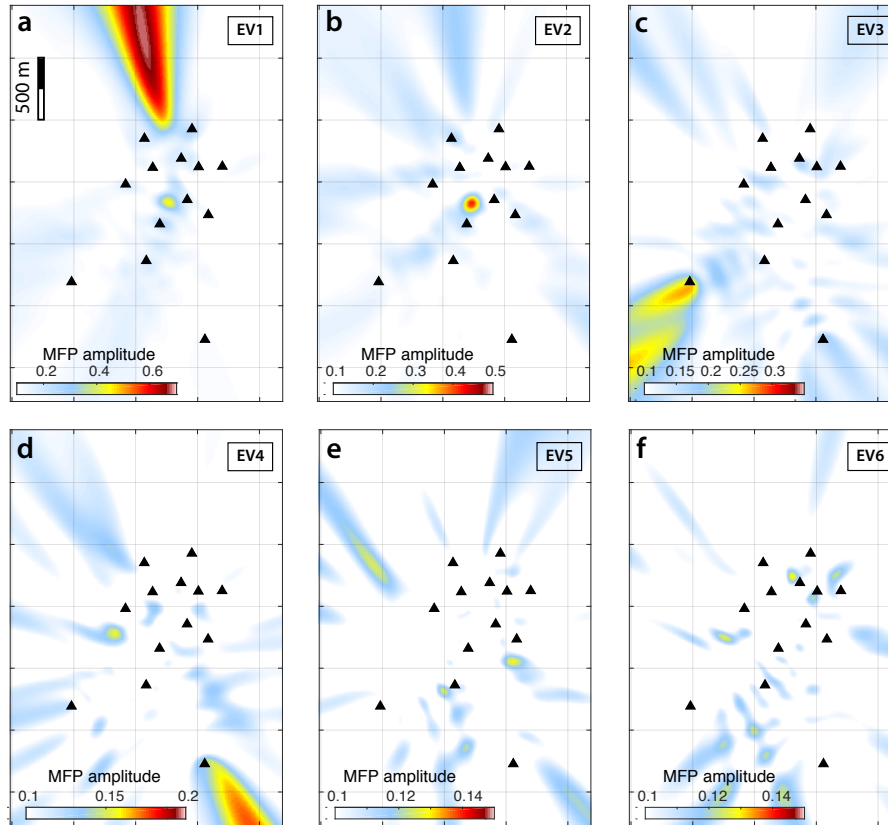 a
EV1
500 m
MFP amplitude
0.2 0.4 0.6
b
EV2
MFP amplitude
0.1 0.2 0.3 0.4 0.5
c
EV3
MFP amplitude
0.1 0.15 0.2 0.25 0.3
d
EV4
MFP amplitude
0.1 0.15 0.2
e
EV5
MFP amplitude
0.1 0.12 0.14
f
EV6
MFP amplitude
0.12 0.14
0.1